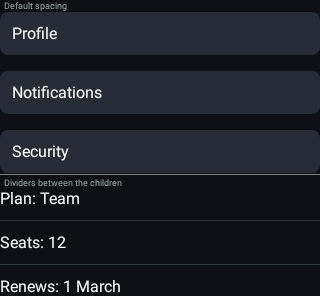 Default spacing
Profile
Notifications
Security
Dividers between the children
Plan: Team
Seats: 12
Renews: 1 March